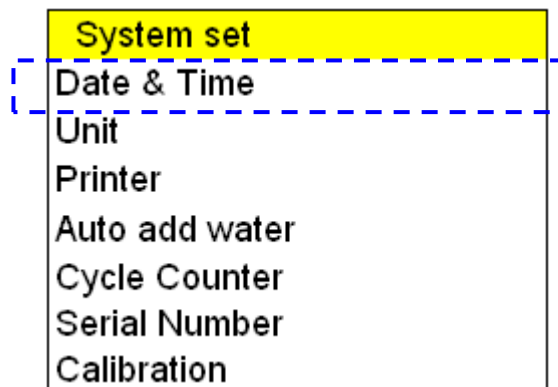 System set
Date & Time
Unit
Printer
Auto add water
Cycle Counter
Serial Number
Calibration